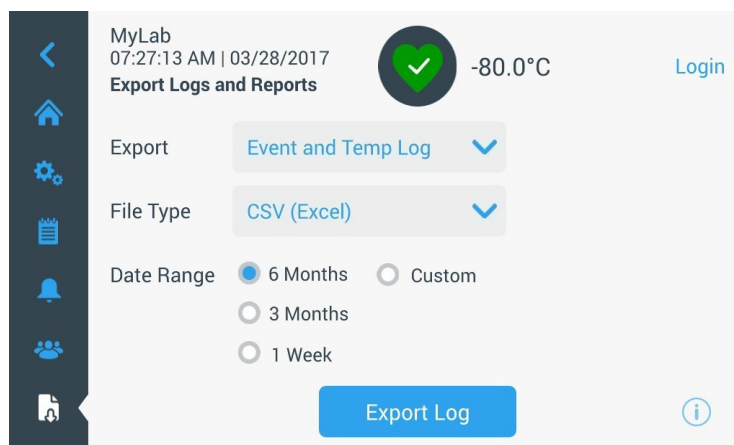 MyLab
07:27:13 AM | 03/28/2017
Export Logs and Reports
-80.0°C
Login
Export
Event and Temp Log
File Type
CSV (Excel)
Date Range
6 Months
Custom
3 Months
1 Week
Export Log
i